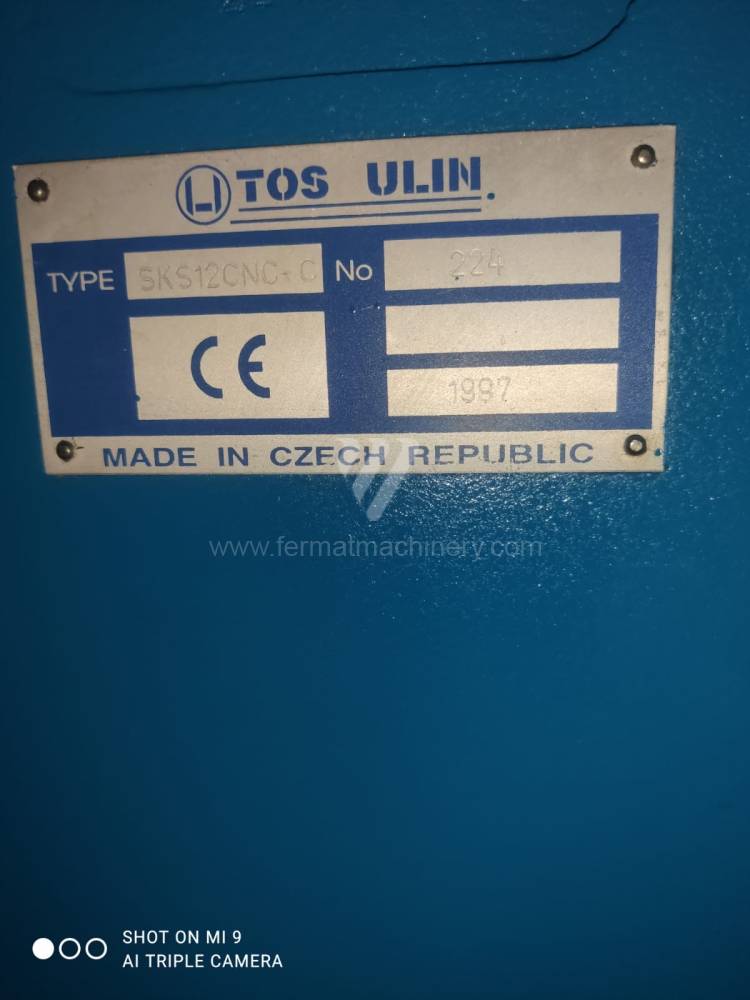 TOS ULIN
TYPE SKS12CNC-C No 224
CE
1997
MADE IN CZECH REPUBLIC
www.fermatmachinery.com
SHOT ON MI 9
AI TRIPLE CAMERA